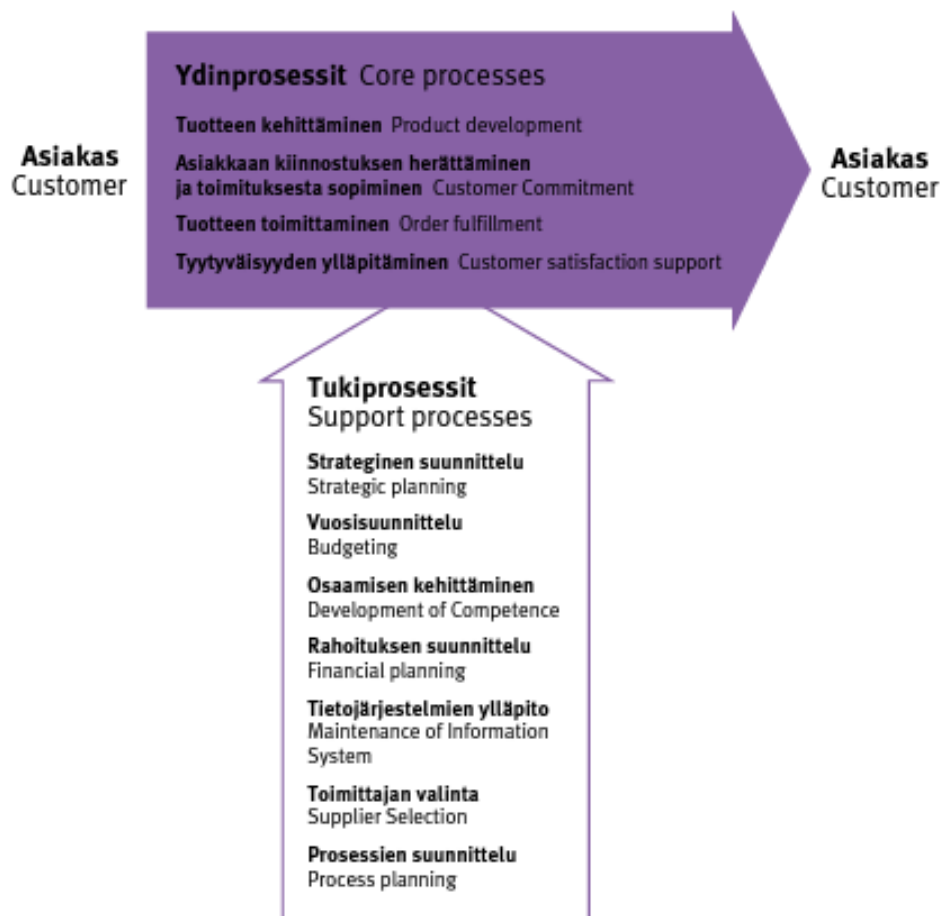 Ydinprosessit Core processes
Tuotteen kehittäminen Product development
Asiakkaan kiinnostuksen herättäminen
ja toimituksesta sopiminen Customer Commitment
Tuotteen toimittaminen Order fulfillment
Tyytyväisyyden ylläpitäminen Customer satisfaction support
Asiakas
Customer
Asiakas
Customer
Tukiprosessit
Support processes
Strateginen suunnittelu
Strategic planning
Vuosisuunnittelu
Budgeting
Osaamisen kehittäminen
Development of Competence
Rahoituksen suunnittelu
Financial planning
Tietojärjestelmien ylläpito
Maintenance of Information
System
Toimittajan valinta
Supplier Selection
Prosessien suunnittelu
Process planning